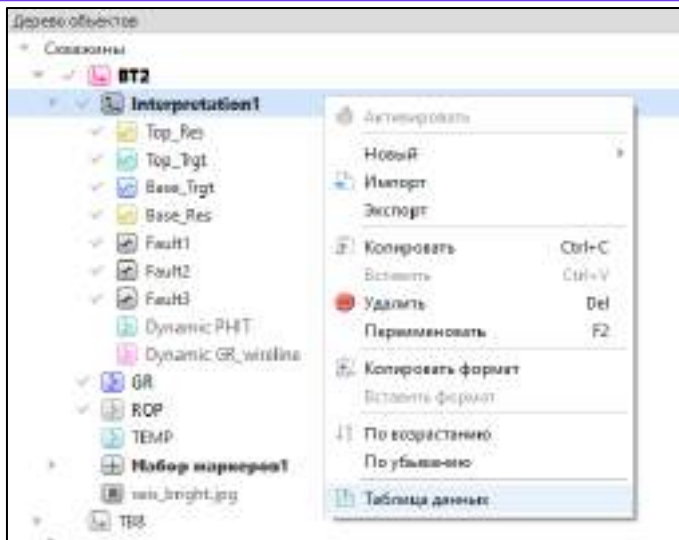 Дерево объектов
Скважины
BT2
Interpretation1
Top_Res
Top_Trgt
Base_Trgt
Base_Res
Fault1
Fault2
Fault3
Dynamic PHIT
Dynamic GR_wireline
GR
ROP
TEMP
Набор маркеров1
seis_bright.jpg
Активировать
Новый
Импорт
Экспорт
Копировать Ctrl+C
Вставить Ctrl+V
Удалить Del
Переименовать F2
Копировать формат
Вставить формат
По возрастанию
По убыванию
Таблица данных